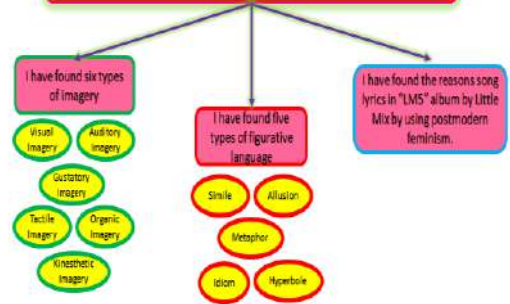 I have found six types
of imagery
Visual
Imagery
Auditory
Imagery
Gustatory
Imagery
Tactile
Imagery
Organic
Imagery
Kinesthetic
Imagery
I have found five
types of figurative
language
Simile
Allusion
Metaphor
Idiom
Hyperbole
I have found the reasons song
lyrics in "LM5" album by Little
Mix by using postmodern
feminism.